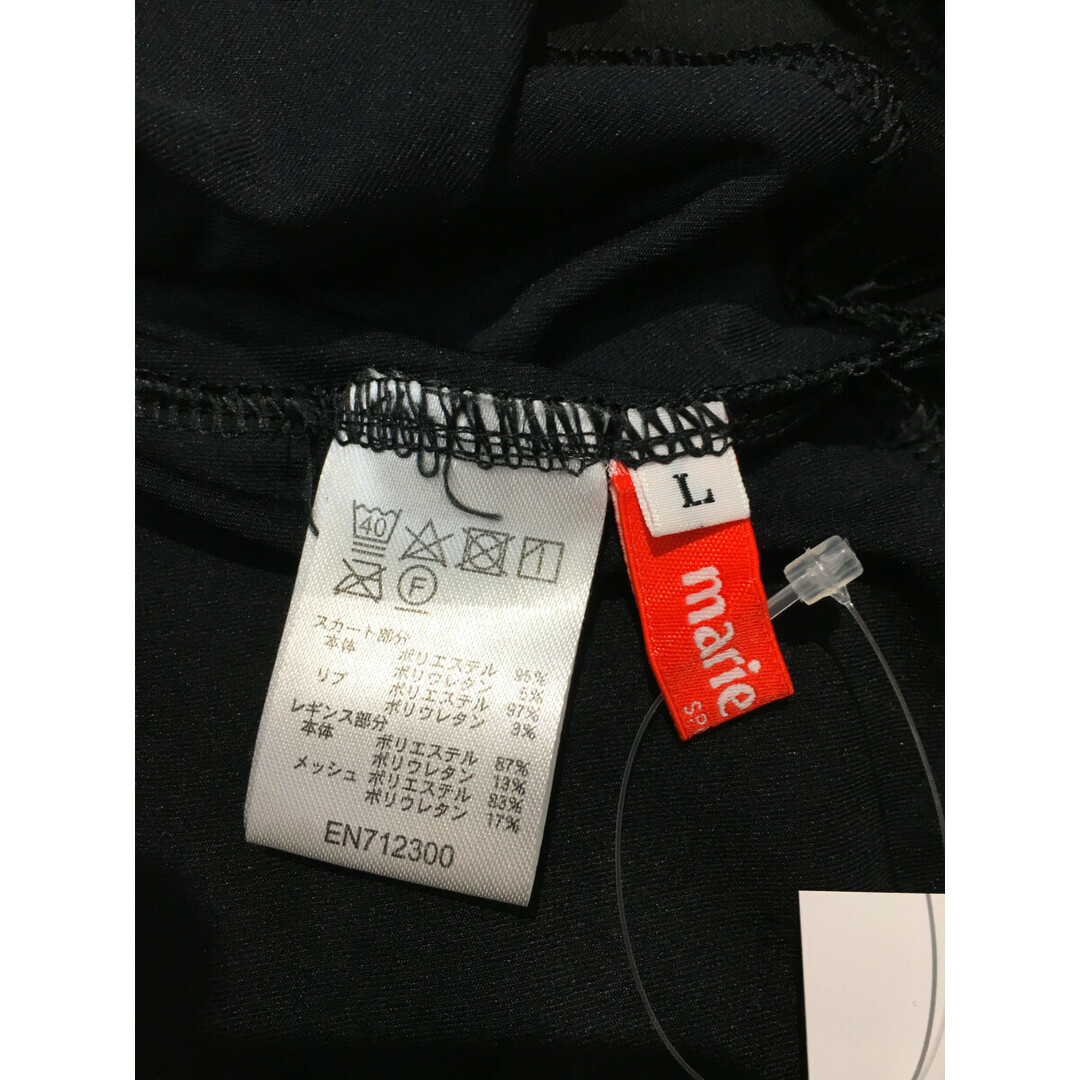 40
スカート部分
本体 ポリエステル 95%
ポリウレタン 5%
リブ ポリエステル 97%
ポリウレタン 3%
レギンス部分
本体 ポリエステル 87%
ポリウレタン 13%
メッシュ ポリエステル 83%
ポリウレタン 17%
EN712300
F
L
marie
SP